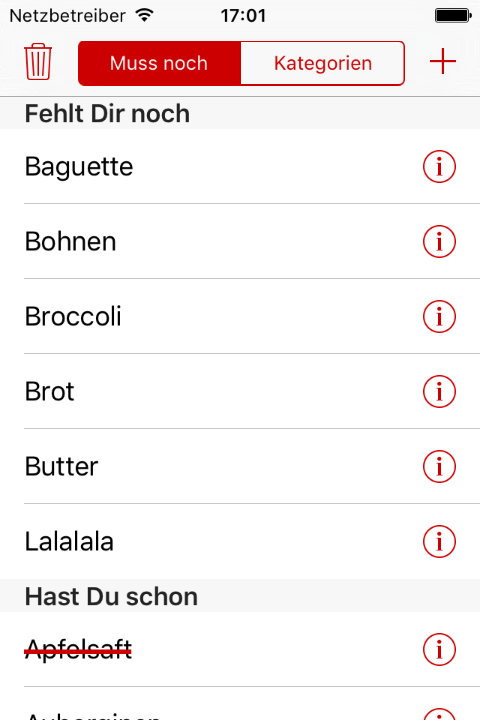 Netzbetreiber 17:01
Muss noch Kategorien
Fehlt Dir noch
Baguette
Bohnen
Broccoli
Brot
Butter
Lalalala
Hast Du schon
Apfelsaft